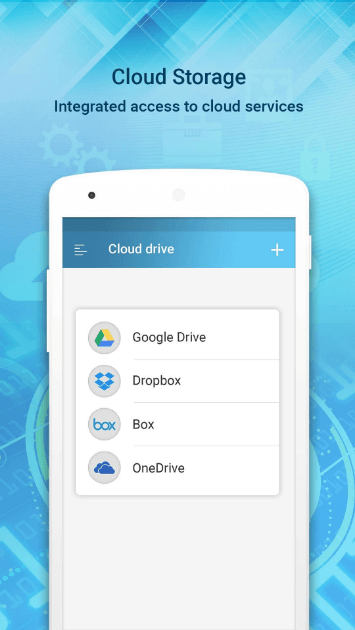 Cloud Storage
Integrated access to cloud services
Cloud drive
Google Drive
Dropbox
box
Box
OneDrive